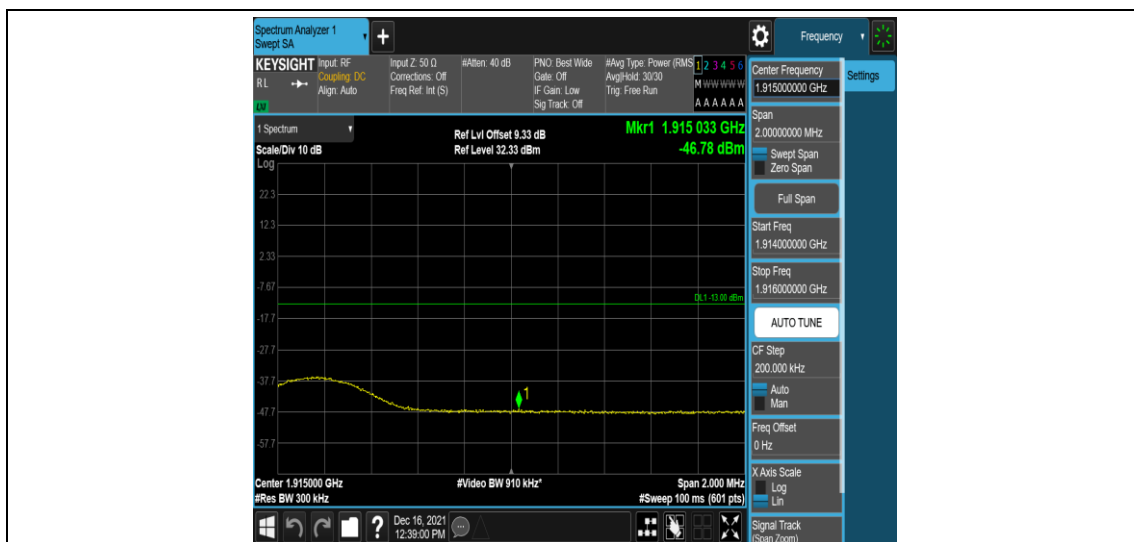 Spectrum Analyzer 1
Swept SA
+
Frequency
KEYSIGHT
RL
LW
Input: RF
Coupling: DC
Align: Auto
Input Z: 50 Ω
Corrections: Off
Freq Ref: Int (S)
#Atten: 40 dB
PNO: Best Wide
Gate: Off
IF Gain: Low
Sig Track: Off
#Avg Type: Power (RMS
Avg|Hold: 30/30
Trig: Free Run
1 2 3 4 5 6
M W W W W W
A A A A A A
1 Spectrum
Scale/Div 10 dB
Log
Ref Lvl Offset 9.33 dB
Ref Level 32.33 dBm
Mkr1 1.915 033 GHz
-46.78 dBm
22.3
12.3
2.33
-7.67
DL1 -13.00 dBm
-17.7
-27.7
-37.7
1
-47.7
-57.7
Center 1.915000 GHz
#Video BW 910 kHz*
Span 2.000 MHz
#Res BW 300 kHz
#Sweep 100 ms (601 pts)
?
Dec 16, 2021
12:39:00 PM
Center Frequency
1.915000000 GHz
Settings
Span
2.00000000 MHz
Swept Span
Zero Span
Full Span
Start Freq
1.914000000 GHz
Stop Freq
1.916000000 GHz
AUTO TUNE
CF Step
200.000 kHz
Auto
Man
Freq Offset
0 Hz
X Axis Scale
Log
Lin
Signal Track
(Span Zoom)